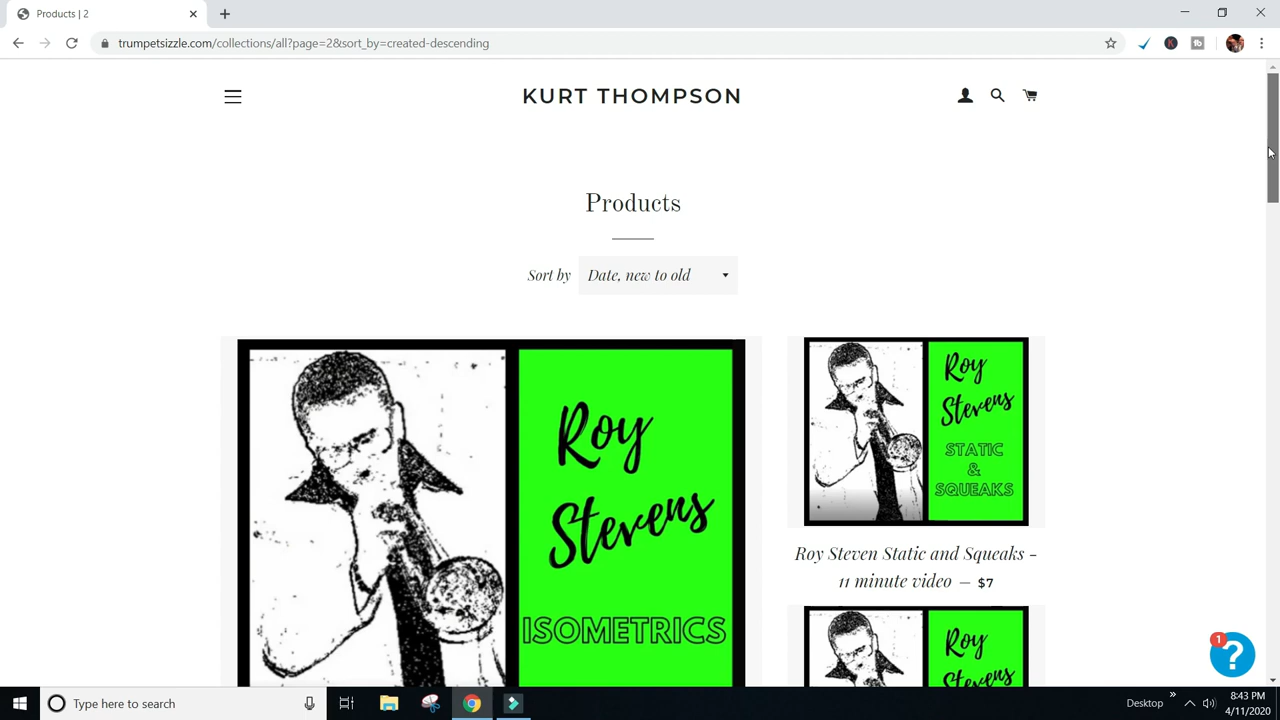 Products | 2
trumpetsizzle.com/collections/all?page=2&sort_by=created-descending
KURT THOMPSON
Products
Sort by Date, new to old
Roy
Stevens
ISOMETRICS
Roy
Stevens
STATIC
&
SQUEAKS
Roy Steven Static and Squeaks -
11 minute video — $7
Roy
Stevens
1
?
Type here to search
Desktop
»
8:43 PM
4/11/2020